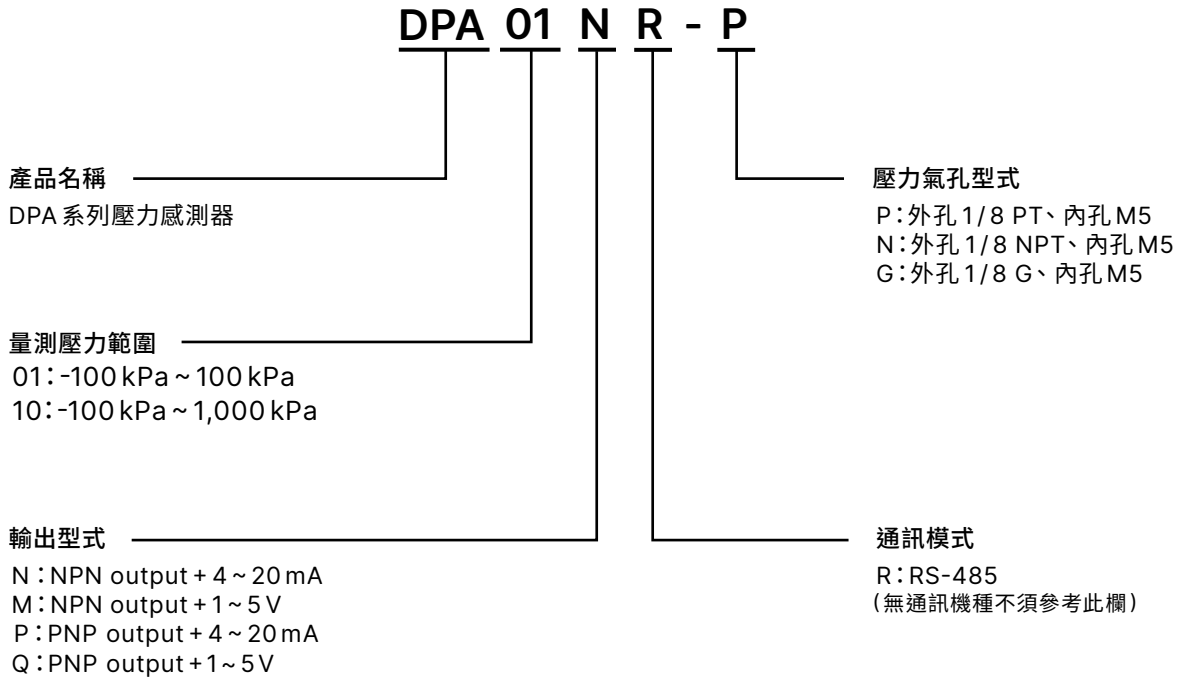 DPA 01 N R - P
產品名稱
DPA 系列壓力感測器
量測壓力範圍
01:-100 kPa ~ 100 kPa
10:-100 kPa ~ 1,000 kPa
輸出型式
N:NPN output + 4 ~ 20 mA
M:NPN output + 1 ~ 5 V
P:PNP output + 4 ~ 20 mA
Q:PNP output + 1 ~ 5 V
壓力氣孔型式
P:外孔 1/8 PT、內孔 M5
N:外孔 1/8 NPT、內孔 M5
G:外孔 1/8 G、內孔 M5
通訊模式
R:RS-485
(無通訊機種不須參考此欄)